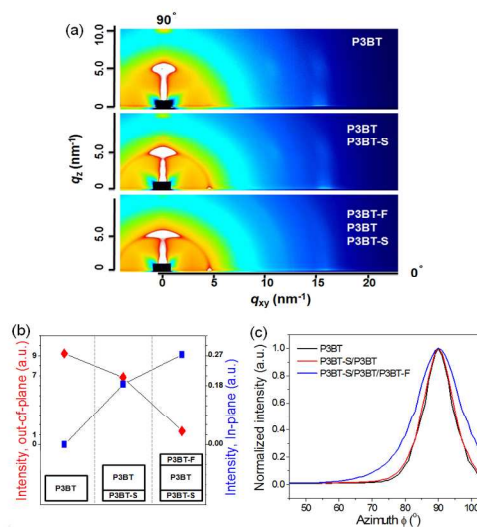 (a)
90°
10.0
P3BT
5.0
0
P3BT
P3BT-S
5.0
0
qz (nm-1)
P3BT-F
P3BT
P3BT-S
5.0
0
0°
0 5 10 15 20
qxy (nm-1)
(b)
Intensity, out-of-plane (a.u.)
9
7
1
0
0.27
0.18
0.00
Intensity, In-plane (a.u.)
P3BT
P3BT
P3BT-S
P3BT-F
P3BT
P3BT-S
(c)
P3BT
P3BT-S/P3BT
P3BT-S/P3BT/P3BT-F
Normalized intensity (a.u.)
1.0
0.8
0.6
0.4
0.2
0.0
50 60 70 80 90 100
Azimuth ϕ (°)